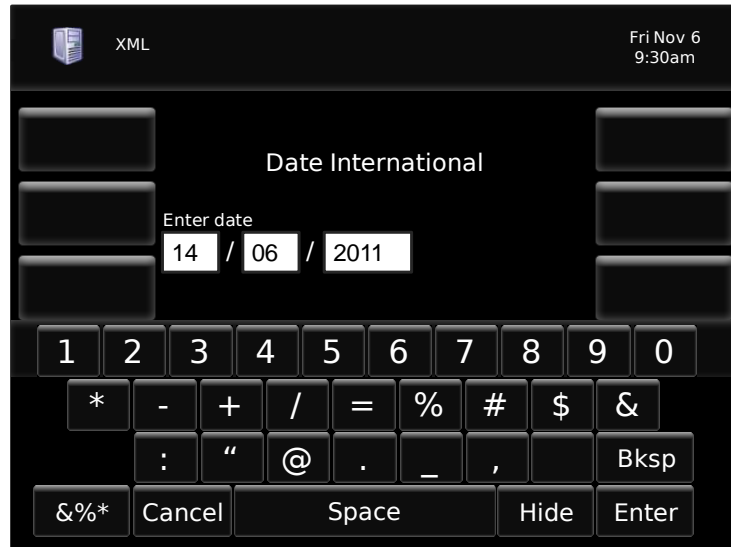 XML
Fri Nov 6
9:30am
Date International
Enter date
14 / 06 / 2011
1 2 3 4 5 6 7 8 9 0
* - + / = % # $ &
: “ @ . _ , Bksp
&%* Cancel Space Hide Enter